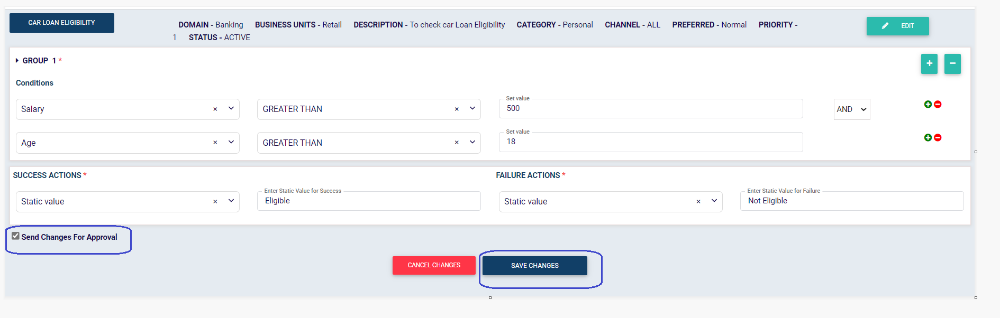 CAR LOAN ELIGIBILITY
DOMAIN - Banking BUSINESS UNITS - Retail DESCRIPTION - To check car Loan Eligibility CATEGORY - Personal CHANNEL - ALL PREFERRED - Normal PRIORITY -
1 STATUS - ACTIVE
EDIT
GROUP 1 *
Conditions
Salary × GREATER THAN × Set value 500 AND
Age × GREATER THAN × Set value 18
SUCCESS ACTIONS * FAILURE ACTIONS *
Static value × Enter Static Value for Success Eligible Static value × Enter Static Value for Failure Not Eligible
Send Changes For Approval
CANCEL CHANGES SAVE CHANGES